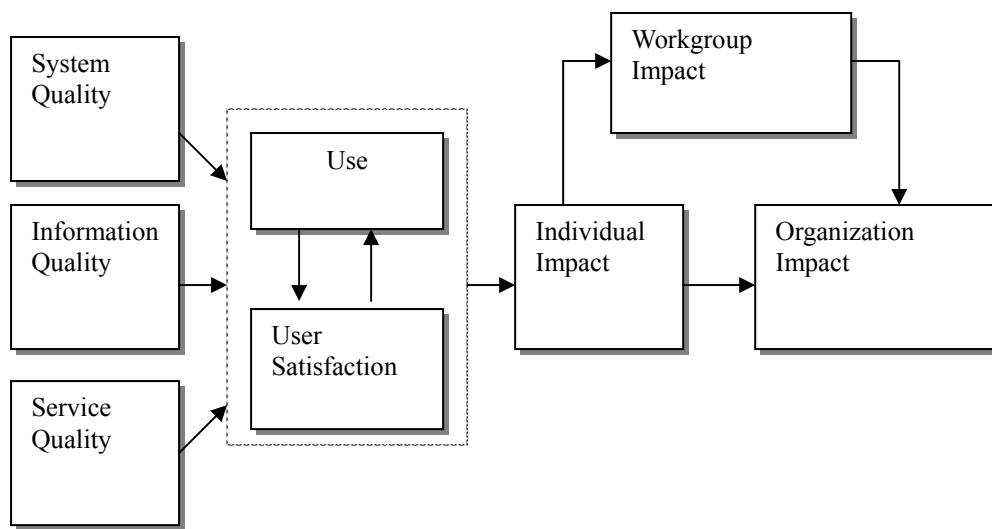 System
Quality
Information
Quality
Service
Quality
Use
User
Satisfaction
Individual
Impact
Workgroup
Impact
Organization
Impact